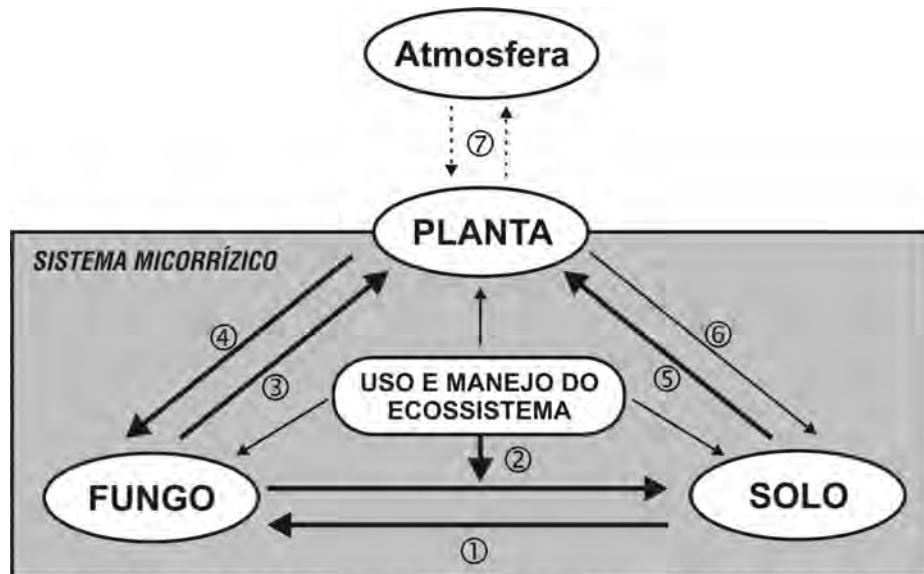 Atmosfera
⑦
PLANTA
SISTEMA MICORRÍZICO
④
⑥
③
USO E MANEJO DO
ECOSSISTEMA
⑤
②
FUNGO
SOLO
①